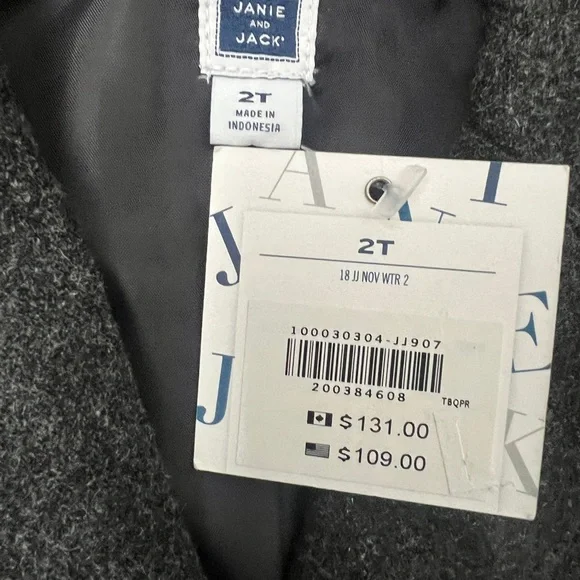 JANIE
AND
JACK®
2T
MADE IN
INDONESIA
J A N I
E
J A C K
2T
18 JJ NOV WTR 2
100030304-JJ907
200384608
TBQPR
$131.00
$109.00